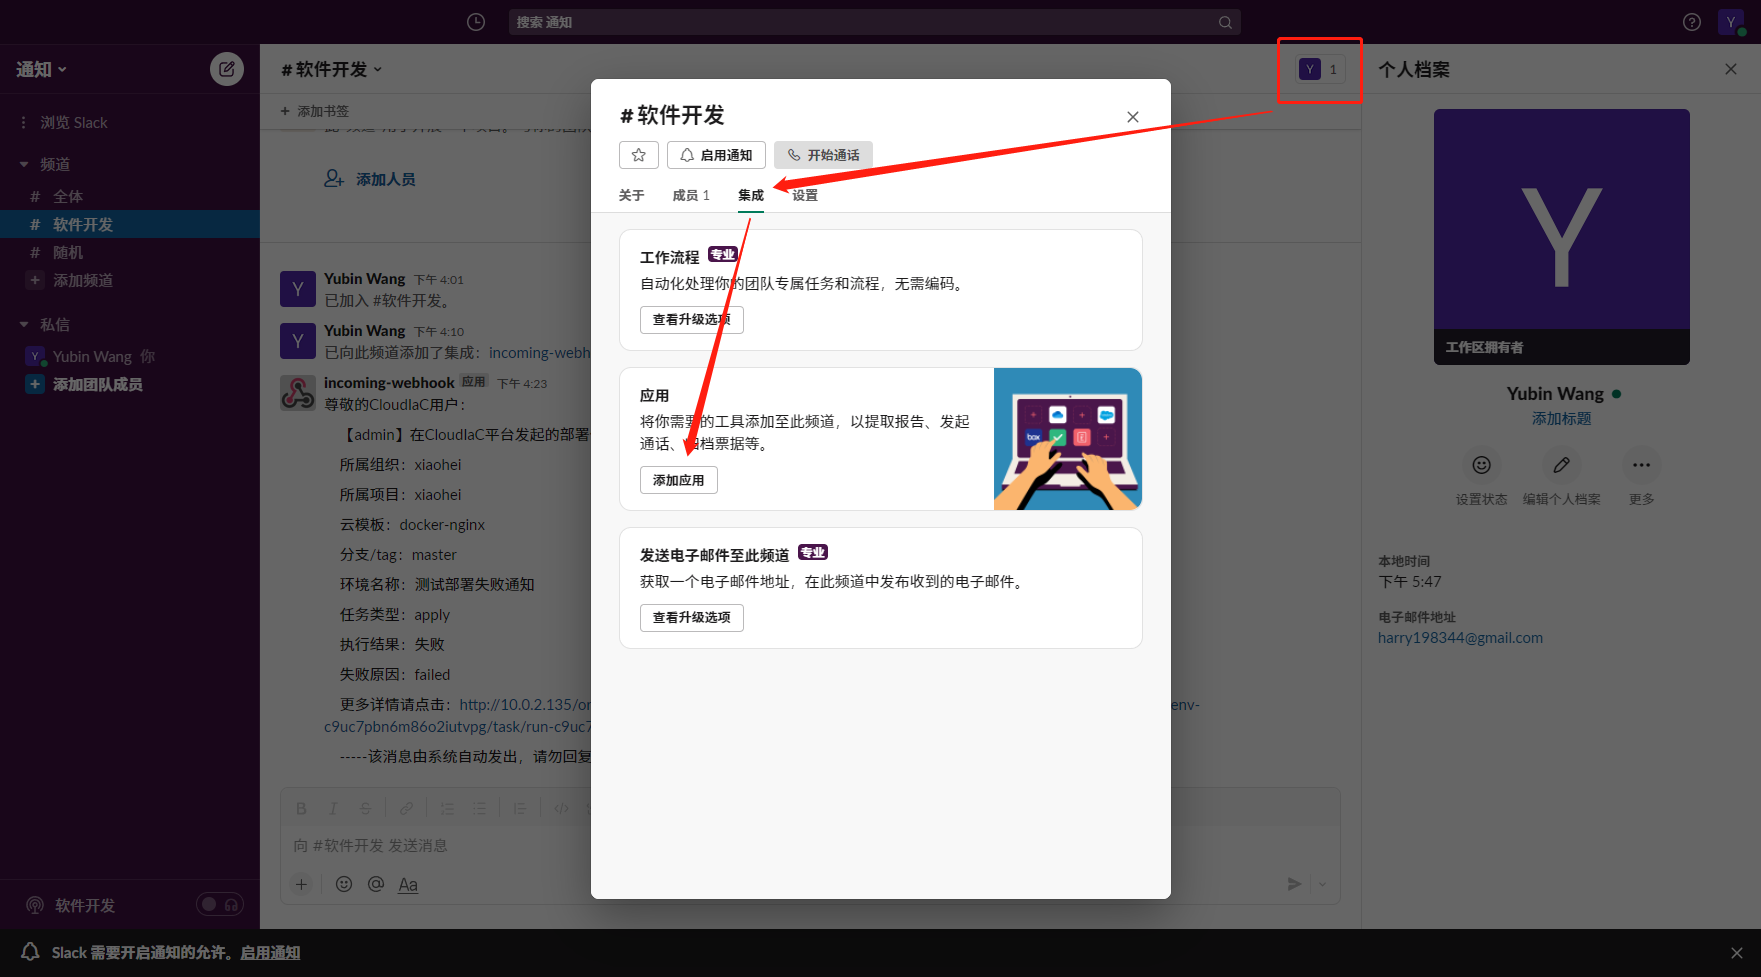 搜索 通知
Y
通知
浏览 Slack
频道
# 全体
# 软件开发
# 随机
+ 添加频道
私信
Y Yubin Wang 你
+ 添加团队成员
软件开发
# 软件开发
Y 1
+ 添加书签
添加人员
Y
Yubin Wang 下午 4:01
已加入 #软件开发。
Y
Yubin Wang 下午 4:10
已向此频道添加了集成：incoming-webh
incoming-webhook 应用 下午 4:23
尊敬的CloudIaC用户：
【admin】在CloudIaC平台发起的部署
所属组织：xiaohei
所属项目：xiaohei
云模板：docker-nginx
分支/tag：master
环境名称：测试部署失败通知
任务类型：apply
执行结果：失败
失败原因：failed
更多详情请点击：http://10.0.2.135/or
env-
c9uc7pbn6m86o2iutvpg/task/run-c9uc7
-----该消息由系统自动发出，请勿回复
B I S
向 #软件开发 发送消息
+ @ Aa
# 软件开发
启用通知
开始通话
关于 成员 1 集成 设置
工作流程 专业
自动化处理你的团队专属任务和流程，无需编码。
查看升级选项
应用
将你需要的工具添加至此频道，以提取报告、发起
通话、归档票据等。
添加应用
box
发送电子邮件至此频道 专业
获取一个电子邮件地址，在此频道中发布收到的电子邮件。
查看升级选项
个人档案
Y
工作区拥有者
Yubin Wang
添加标题
设置状态 编辑个人档案 更多
本地时间
下午 5:47
电子邮件地址
harry198344@gmail.com
Slack 需要开启通知的允许。启用通知